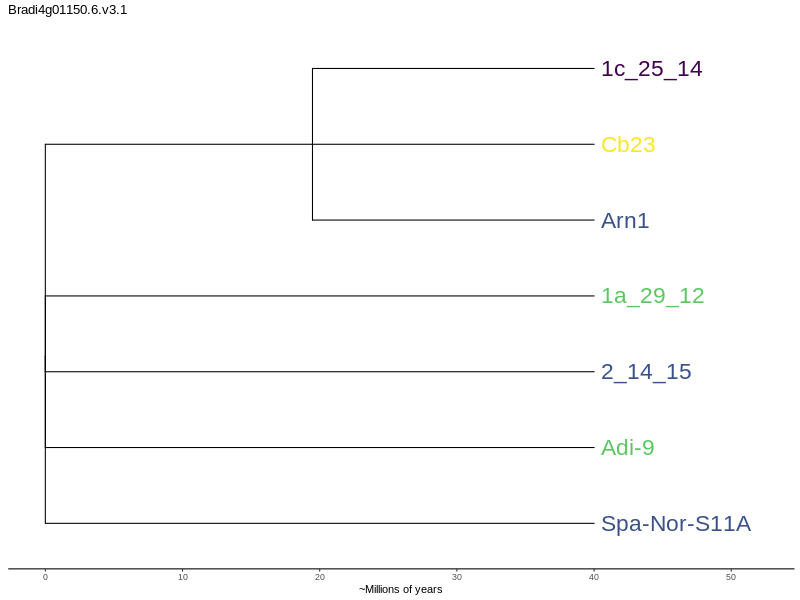 Bradi4g01150.6.v3.1
1c_25_14
Cb23
Arn1
1a_29_12
2_14_15
Adi-9
Spa-Nor-S11A
0 10 20 30 40 50
~Millions of years